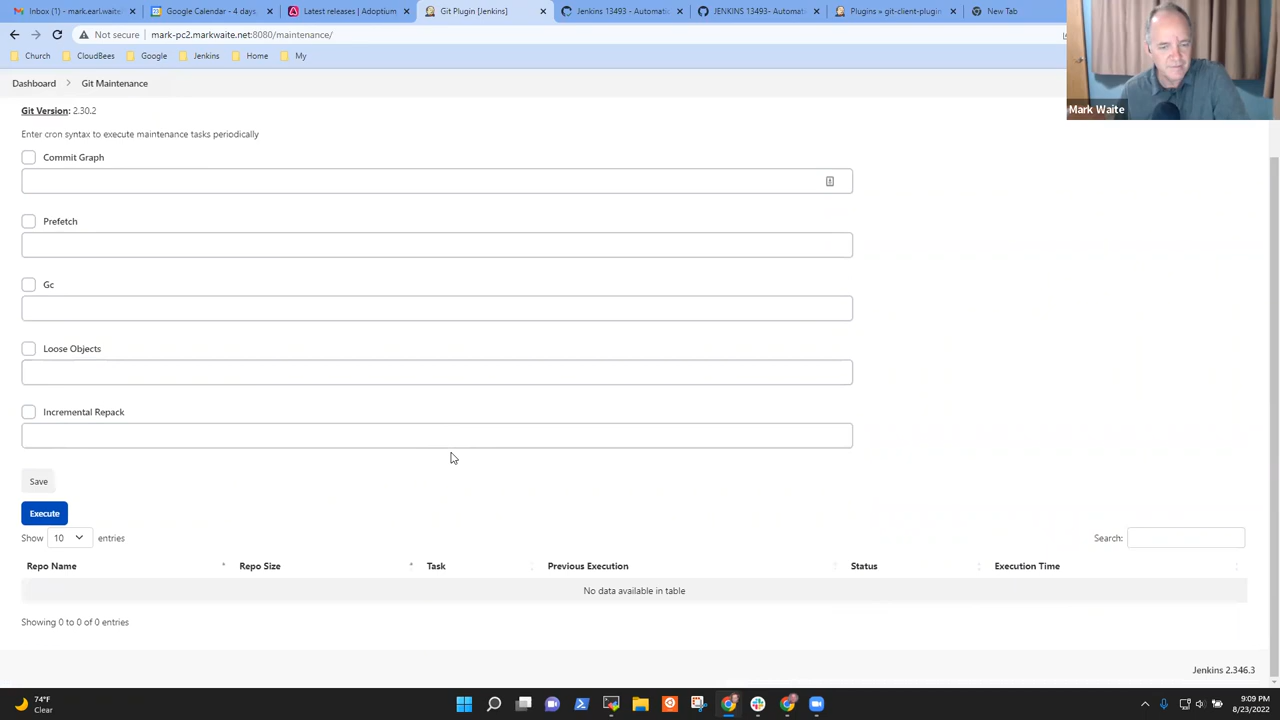 Inbox - mark.earl.waite
Google Calendar - 4 days
Latest releases | Adoptium
Git Plugin [Jenkins]
Jenkins 13493 - Automatic
JENKINS 13493- Automat
Plugins » git-client-plugin
New Tab
Not secure mark-pc2.markwaite.net:8080/maintenance/
Church CloudBees Google Jenkins Home My
Mark Waite
Dashboard > Git Maintenance
Git Version: 2.30.2
Enter cron syntax to execute maintenance tasks periodically
Commit Graph
Prefetch
Gc
Loose Objects
Incremental Repack
Save
Execute
Show 10 entries Search:
Repo Name Repo Size Task Previous Execution Status Execution Time
No data available in table
Showing 0 to 0 of 0 entries
Jenkins 2.346.3
74°F
Clear
9:09 PM
8/23/2022